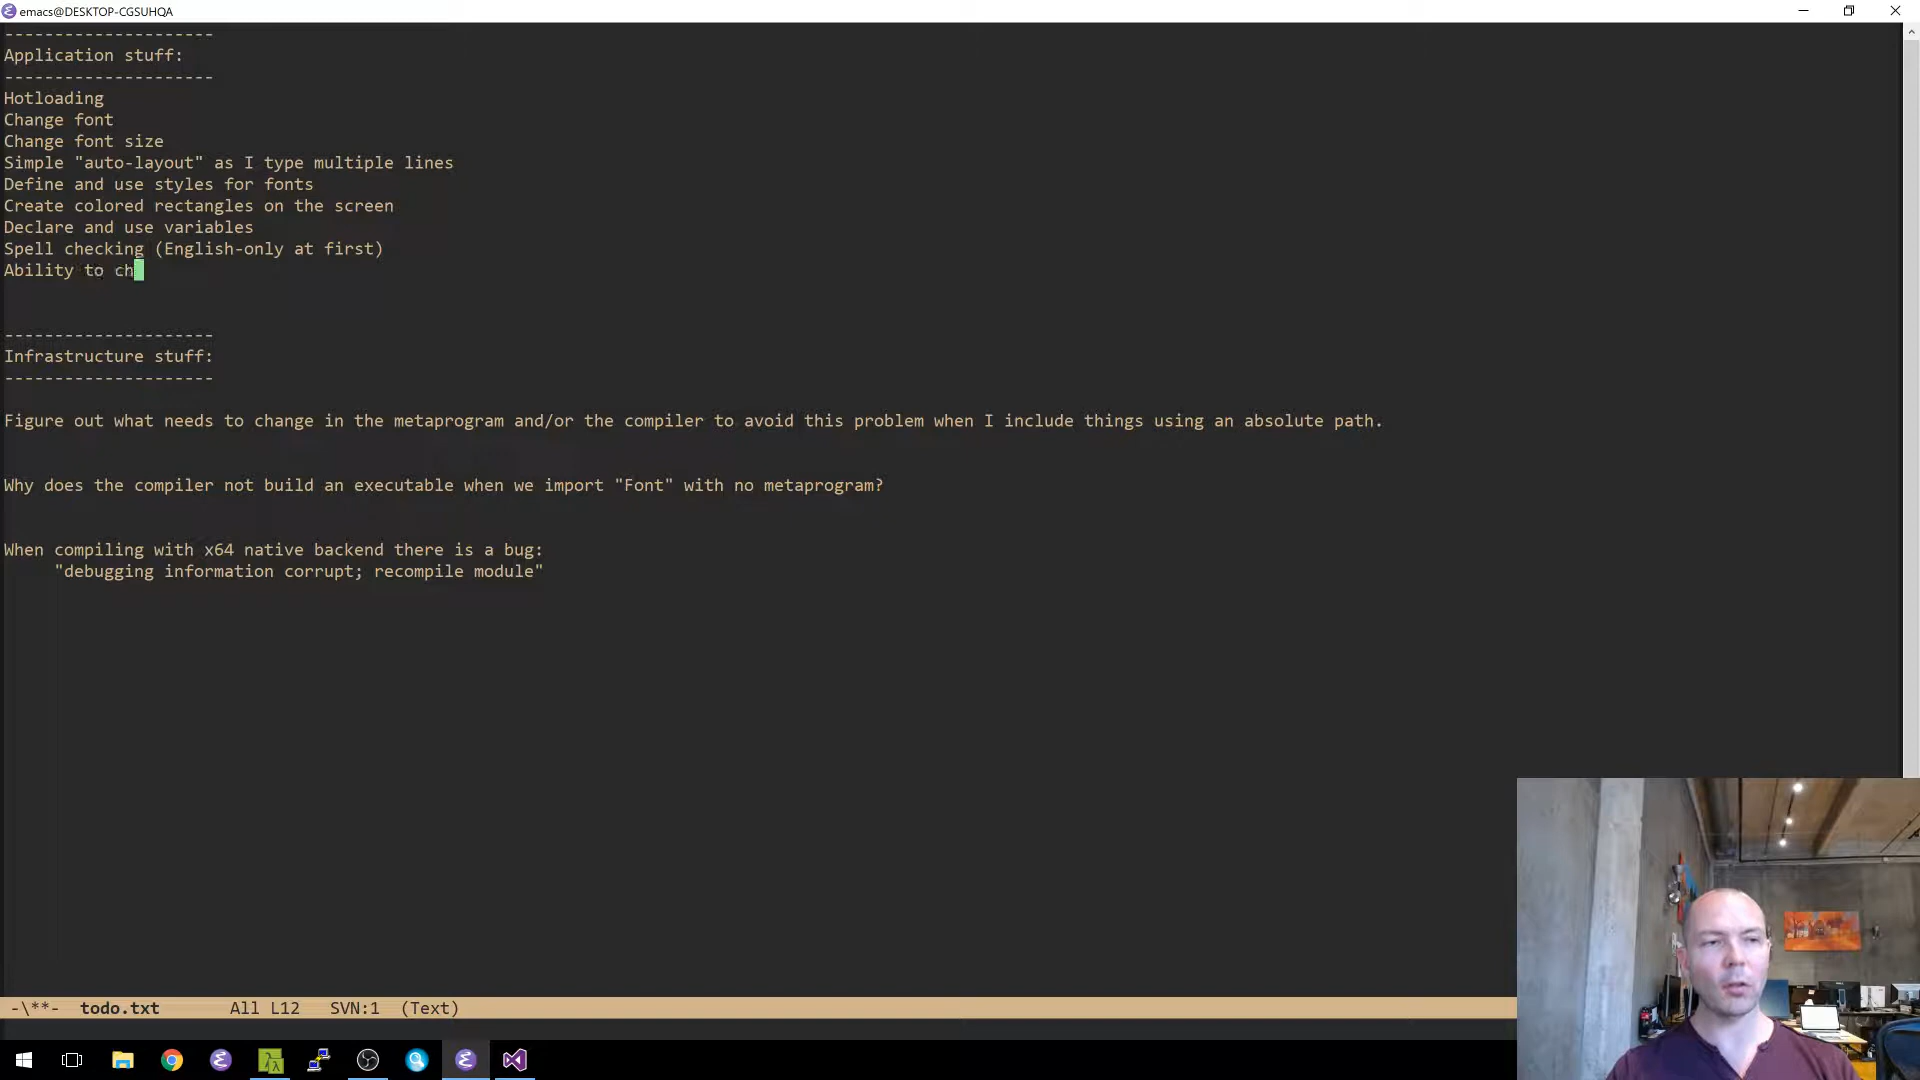 emacs@DESKTOP-CGSUHQA
---------------------
Application stuff:
---------------------
Hotloading
Change font
Change font size
Simple "auto-layout" as I type multiple lines
Define and use styles for fonts
Create colored rectangles on the screen
Declare and use variables
Spell checking (English-only at first)
Ability to ch
---------------------
Infrastructure stuff:
---------------------
Figure out what needs to change in the metaprogram and/or the compiler to avoid this problem when I include things using an absolute path.
Why does the compiler not build an executable when we import "Font" with no metaprogram?
When compiling with x64 native backend there is a bug:
"debugging information corrupt; recompile module"
-\**- todo.txt All L12 SVN:1 (Text)